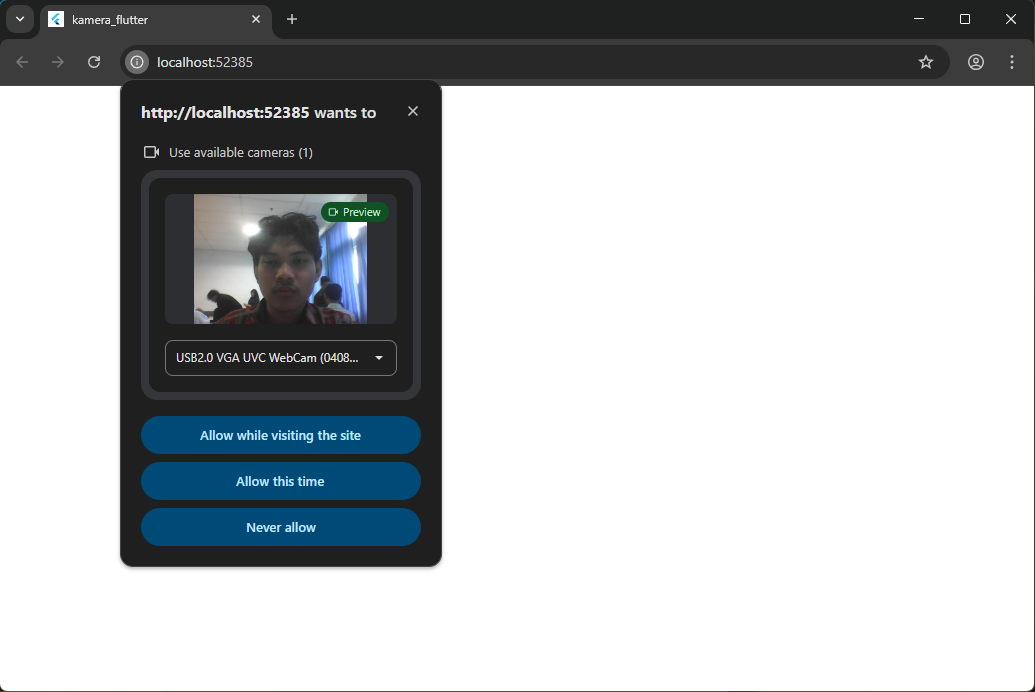 kamera_flutter
localhost:52385
http://localhost:52385 wants to
Use available cameras (1)
Preview
USB2.0 VGA UVC WebCam (0408...
Allow while visiting the site
Allow this time
Never allow